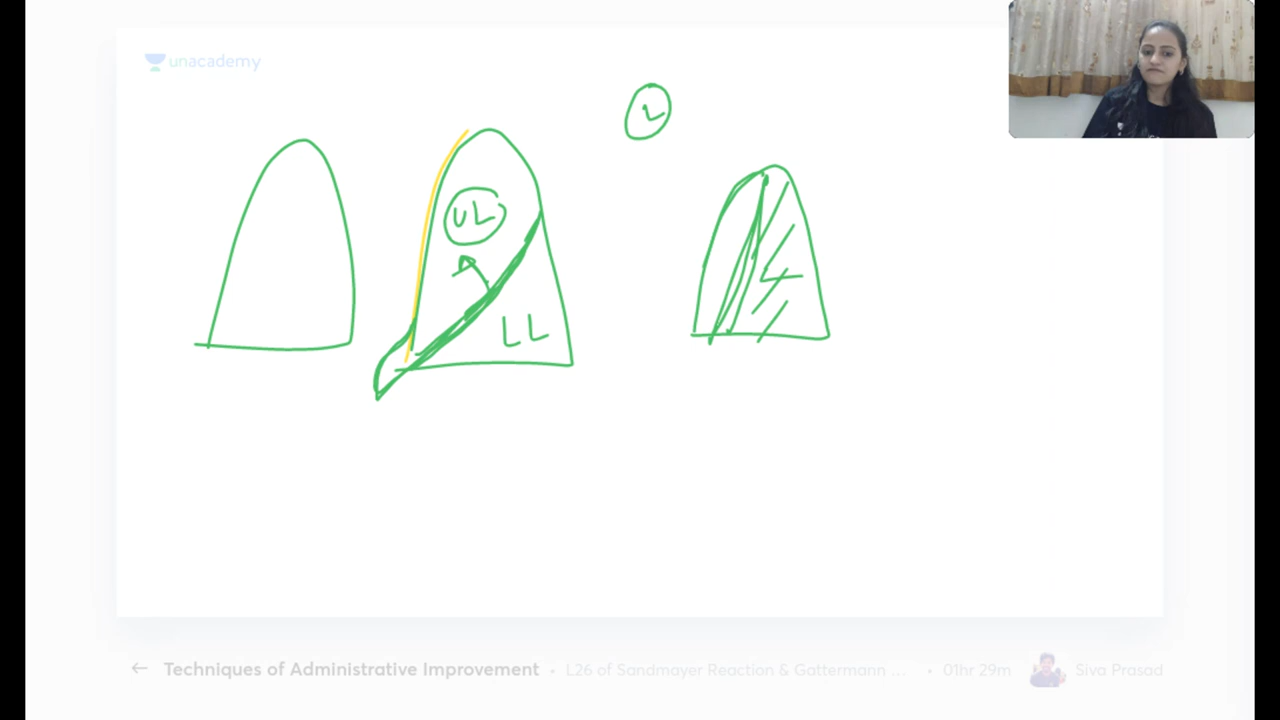 unacademy
L
UL
LL
Techniques of Administrative Improvement • L26 of Sandmayer Reaction & Gattermann ... • 01hr 29m Siva Prasad